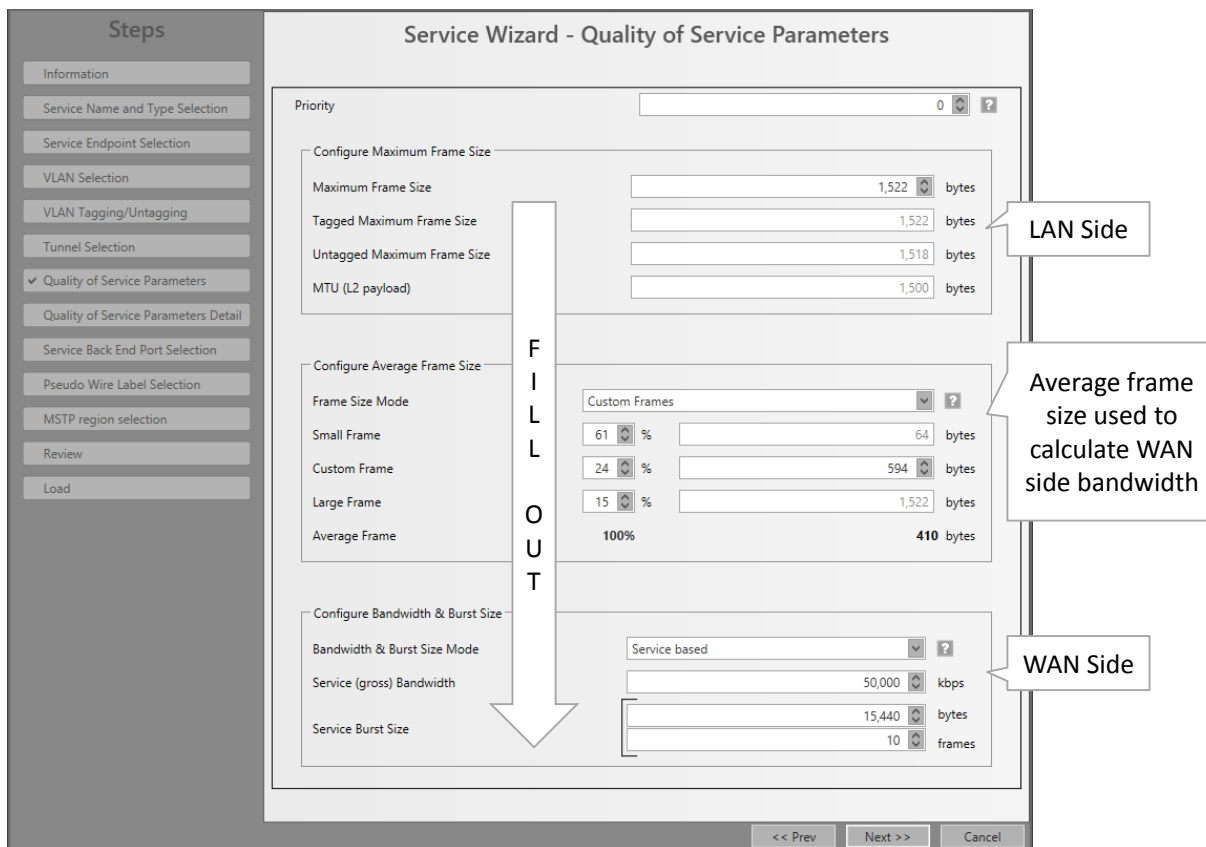 Steps
Information
Service Name and Type Selection
Service Endpoint Selection
VLAN Selection
VLAN Tagging/Untagging
Tunnel Selection
Quality of Service Parameters
Quality of Service Parameters Detail
Service Back End Port Selection
Pseudo Wire Label Selection
MSTP region selection
Review
Load
Service Wizard - Quality of Service Parameters
Priority 0 ?
Configure Maximum Frame Size
Maximum Frame Size 1,522 bytes
Tagged Maximum Frame Size 1,522 bytes
Untagged Maximum Frame Size 1,518 bytes
MTU (L2 payload) 1,500 bytes
LAN Side
Configure Average Frame Size
Frame Size Mode Custom Frames ?
Small Frame 61 % 64 bytes
Custom Frame 24 % 594 bytes
Large Frame 15 % 1,522 bytes
Average Frame 100% 410 bytes
Average frame
size used to
calculate WAN
side bandwidth
FILL OUT
Configure Bandwidth & Burst Size
Bandwidth & Burst Size Mode Service based ?
Service (gross) Bandwidth 50,000 kbps
Service Burst Size 15,440 bytes
10 frames
WAN Side
<< Prev Next >> Cancel